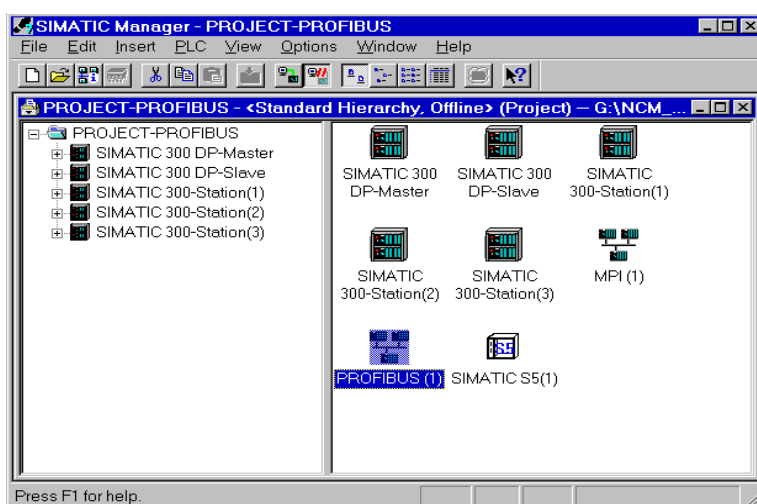 SIMATIC Manager - PROJECT-PROFIBUS
File Edit Insert PLC View Options Window Help
PROJECT-PROFIBUS - <Standard Hierarchy, Offline> (Project) — G:\NCM_...
PROJECT-PROFIBUS
SIMATIC 300 DP-Master
SIMATIC 300 DP-Slave
SIMATIC 300-Station(1)
SIMATIC 300-Station(2)
SIMATIC 300-Station(3)
SIMATIC 300
DP-Master
SIMATIC 300
DP-Slave
SIMATIC
300-Station(1)
SIMATIC
300-Station(2)
SIMATIC
300-Station(3)
MPI (1)
PROFIBUS (1)
S5
SIMATIC S5(1)
Press F1 for help.